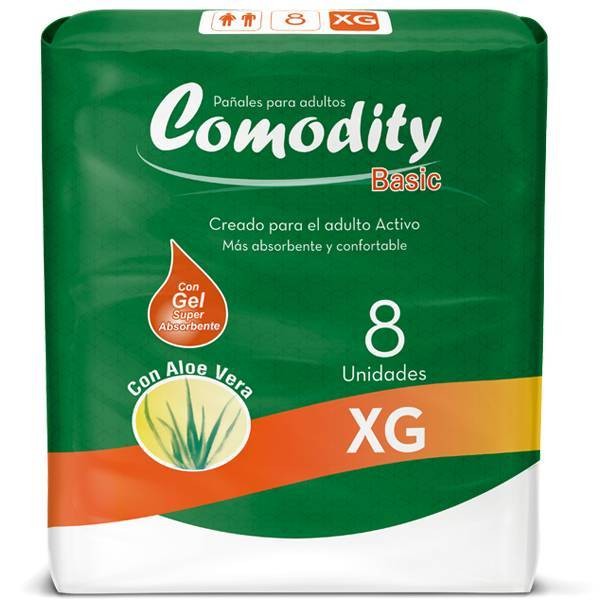 8
XG
Pañales para adultos
Comodity
Basic
Creado para el adulto Activo
Más absorbente y confortable
Con
Gel
Super
Absorbente
Con Aloe Vera
8
Unidades
XG